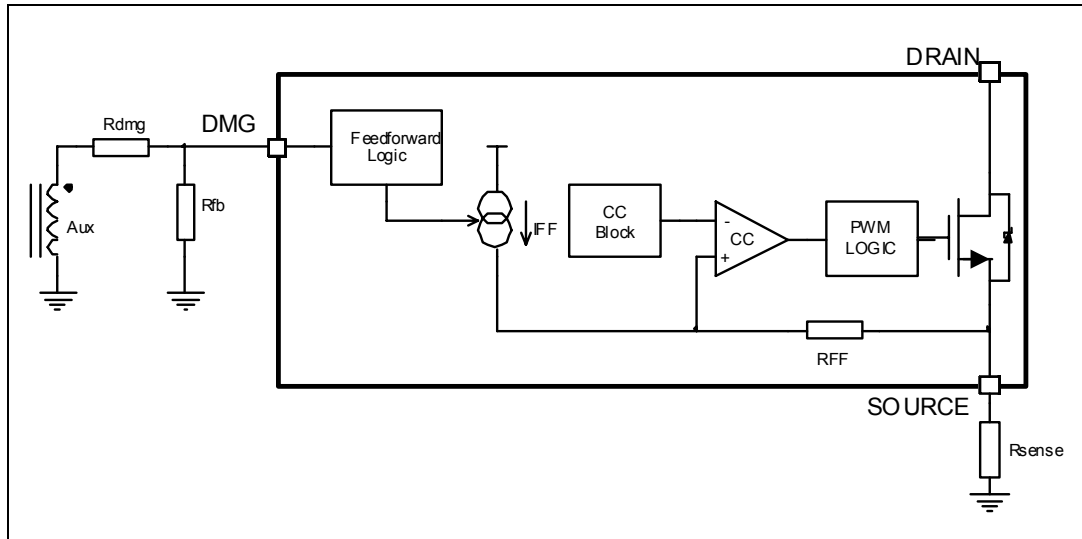 DRAIN
DMG
Rdmg
Feedforward
Logic
Aux
Rfb
IFF
CC
Block
-
CC
+
PWM
LOGIC
RFF
SOURCE
Rsense